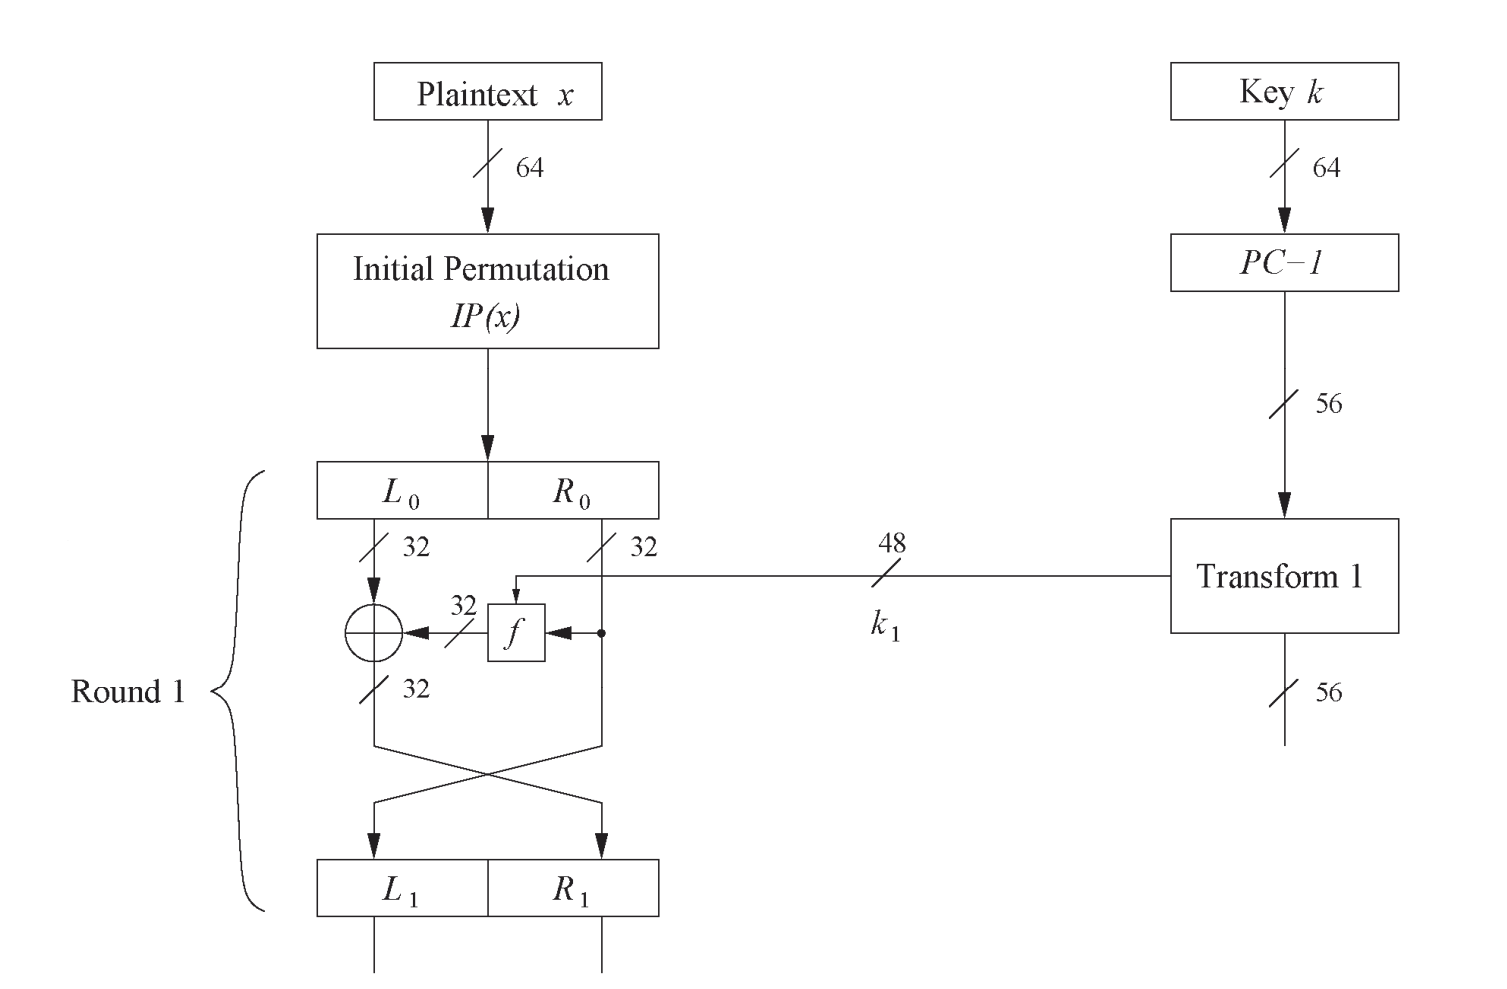 Plaintext x
Key k
64
64
Initial Permutation
IP(x)
PC−1
56
L0
R0
32
32
48
Transform 1
32
f
k1
32
56
Round 1
L1
R1